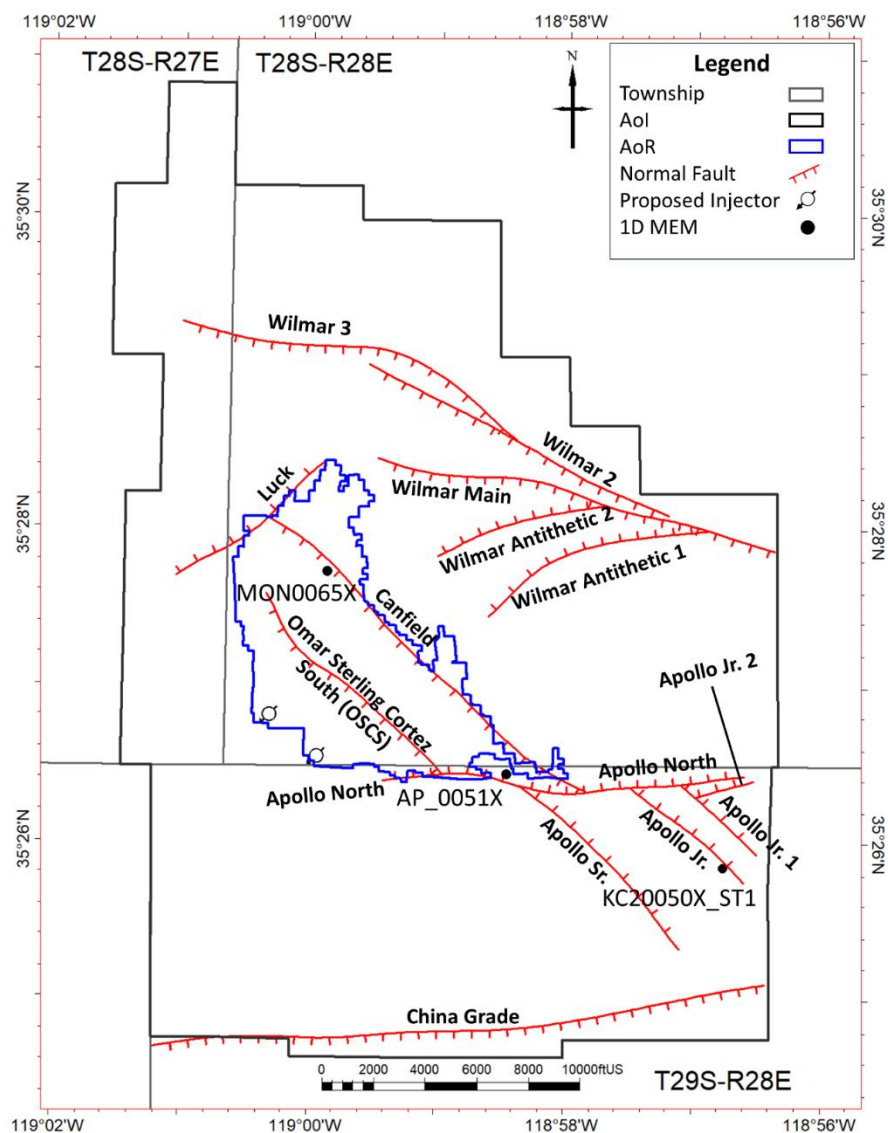 119°02'W 119°00'W 118°58'W 118°56'W
T28S-R27E T28S-R28E
N
Legend
Township
AoI
AoR
Normal Fault
Proposed Injector
1D MEM
35°30'N 35°30'N
Wilmar 3
Wilmar 2
Luck
Wilmar Main
35°28'N 35°28'N
Wilmar Antithetic 2
Wilmar Antithetic 1
MON0065X
Canfield
Omar Sterling Cortez
South (OSCS)
Apollo Jr. 2
Apollo North
Apollo North
AP_0051X
35°26'N 35°26'N
Apollo Sr.
Apollo Jr.
Apollo Jr. 1
KC20050X_ST1
China Grade
0 2000 4000 6000 8000 10000ftUS
T29S-R28E
119°02'W 119°00'W 118°58'W 118°56'W